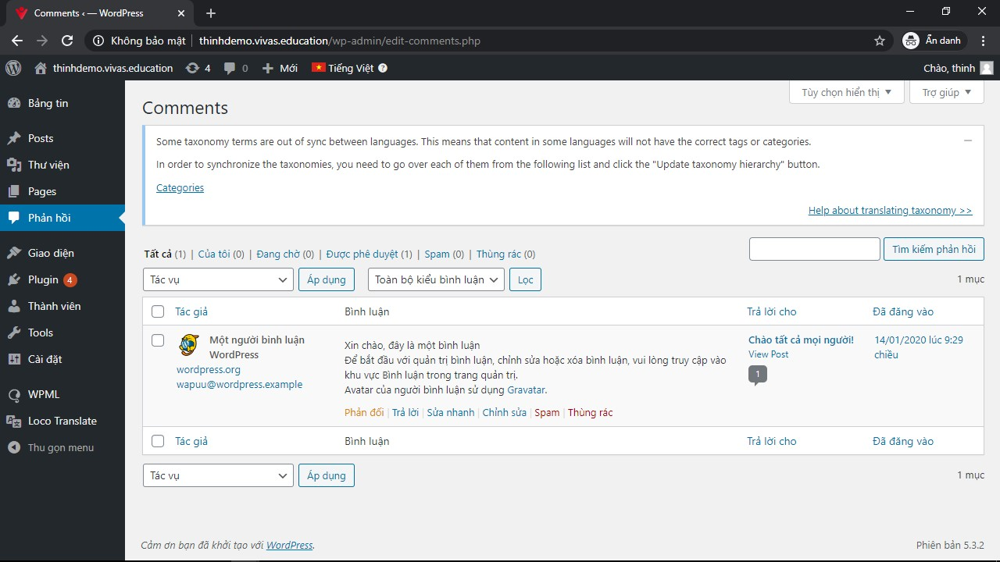 Comments ‹ — WordPress
Không bảo mật | thinhdemo.vivas.education/wp-admin/edit-comments.php
Ẩn danh
thinhdemo.vivas.education 4 0 Mới Tiếng Việt
Chào, thinh
Bảng tin
Posts
Thư viện
Pages
Phản hồi
Giao diện
Plugin 4
Thành viên
Tools
Cài đặt
WPML
Loco Translate
Thu gọn menu
Tùy chọn hiển thị
Trợ giúp
Comments
Some taxonomy terms are out of sync between languages. This means that content in some languages will not have the correct tags or categories.
In order to synchronize the taxonomies, you need to go over each of them from the following list and click the "Update taxonomy hierarchy" button.
Categories
Help about translating taxonomy >>
Tất cả (1) | Của tôi (0) | Đang chờ (0) | Được phê duyệt (1) | Spam (0) | Thùng rác (0)
Tìm kiếm phản hồi
Tác vụ
Áp dụng
Toàn bộ kiểu bình luận
Lọc
1 mục
Tác giả
Bình luận
Trả lời cho
Đã đăng vào
Một người bình luận
WordPress
wordpress.org
wapuu@wordpress.example
Xin chào, đây là một bình luận
Để bắt đầu với quản trị bình luận, chỉnh sửa hoặc xóa bình luận, vui lòng truy cập vào
khu vực Bình luận trong trang quản trị.
Avatar của người bình luận sử dụng Gravatar.
Phản đối | Trả lời | Sửa nhanh | Chỉnh sửa | Spam | Thùng rác
Chào tất cả mọi người!
View Post
1
14/01/2020 lúc 9:29
chiều
Tác giả
Bình luận
Trả lời cho
Đã đăng vào
Tác vụ
Áp dụng
1 mục
Cảm ơn bạn đã khởi tạo với WordPress.
Phiên bản 5.3.2